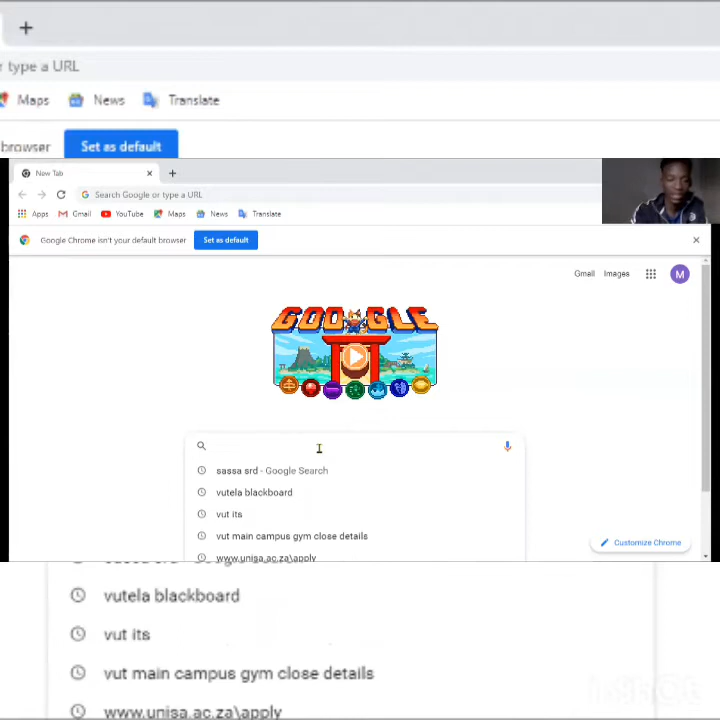 r type a URL
Maps News Translate
browser Set as default
New Tab
Search Google or type a URL
Apps Gmail YouTube Maps News Translate
Google Chrome isn't your default browser Set as default
Gmail Images M
GOOGLE
sassa srd - Google Search
vutela blackboard
vut its
vut main campus gym close details
www.unisa.ac.za\apply
Customize Chrome
vutela blackboard
vut its
vut main campus gym close details
www.unisa.ac.za\apply